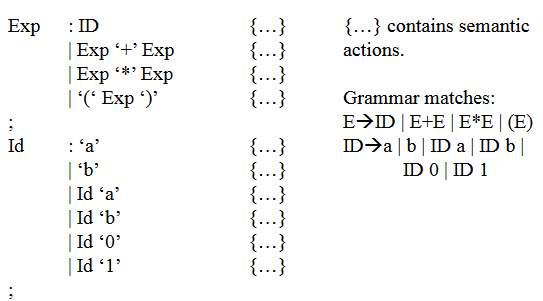 Exp : ID {…}
| Exp ‘+’ Exp {…}
| Exp ‘*’ Exp {…}
| ‘(‘ Exp ‘)’ {…}
;
Id : ‘a’ {…}
| ‘b’ {…}
| Id ‘a’ {…}
| Id ‘b’ {…}
| Id ‘0’ {…}
| Id ‘1’ {…}
;
{…} contains semantic
actions.
Grammar matches:
E→ID | E+E | E*E | (E)
ID→a | b | ID a | ID b |
ID 0 | ID 1